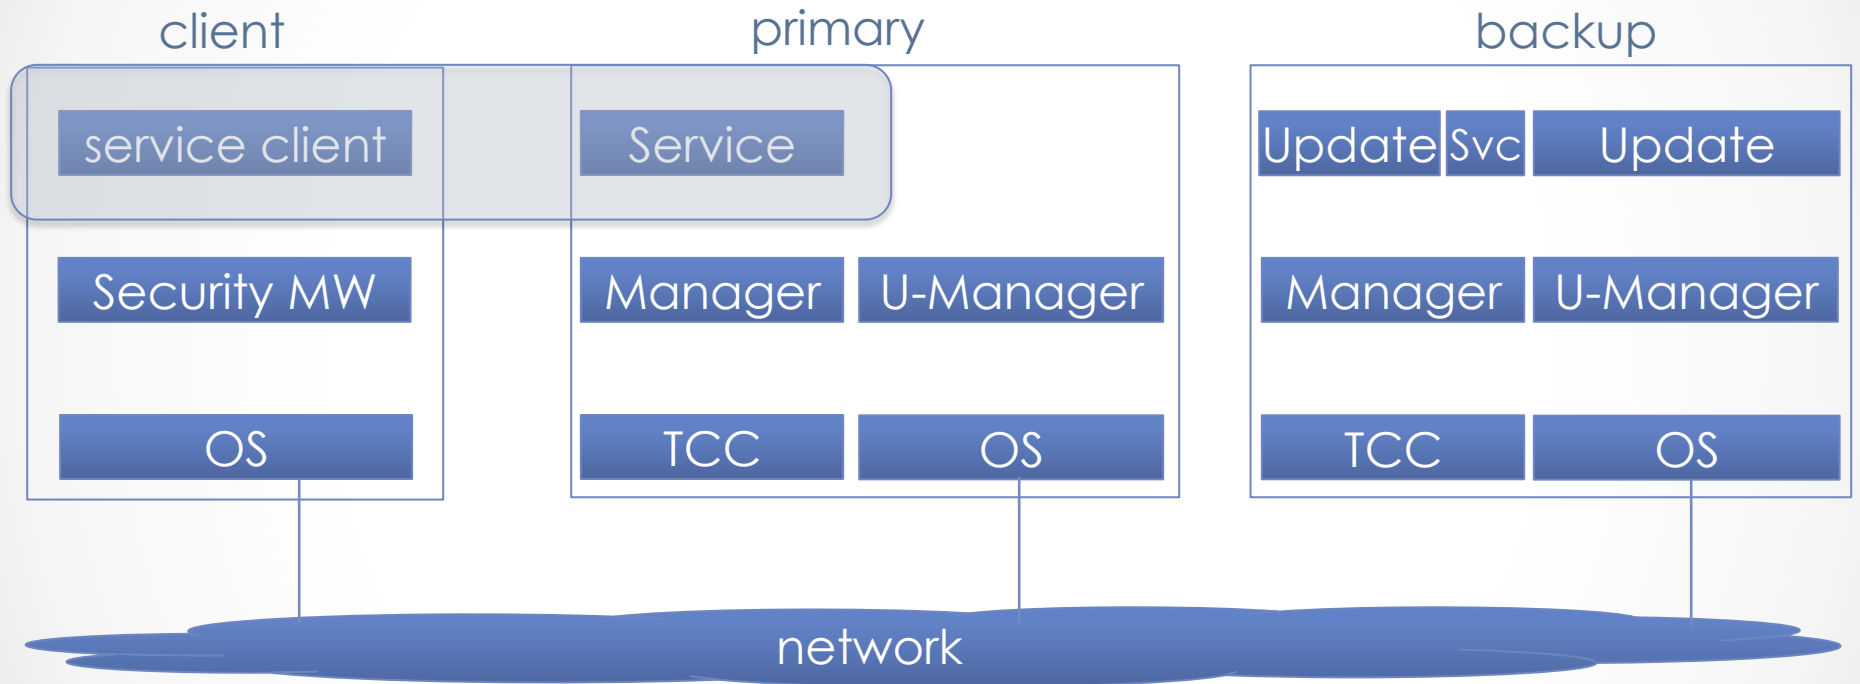 client primary backup
service client Service Update Svc Update
Security MW Manager U-Manager Manager U-Manager
OS TCC OS TCC OS
network